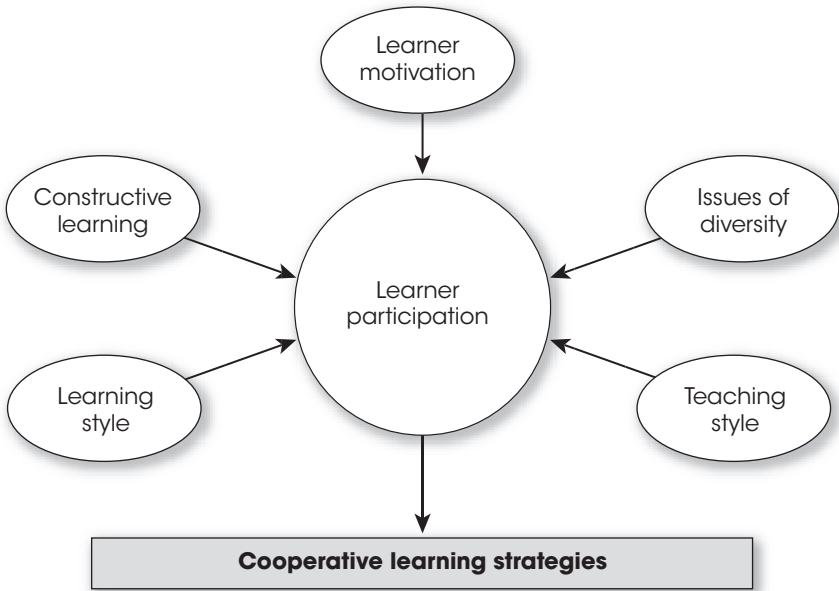 Learner
motivation
Constructive
learning
Issues of
diversity
Learner
participation
Learning
style
Teaching
style
Cooperative learning strategies